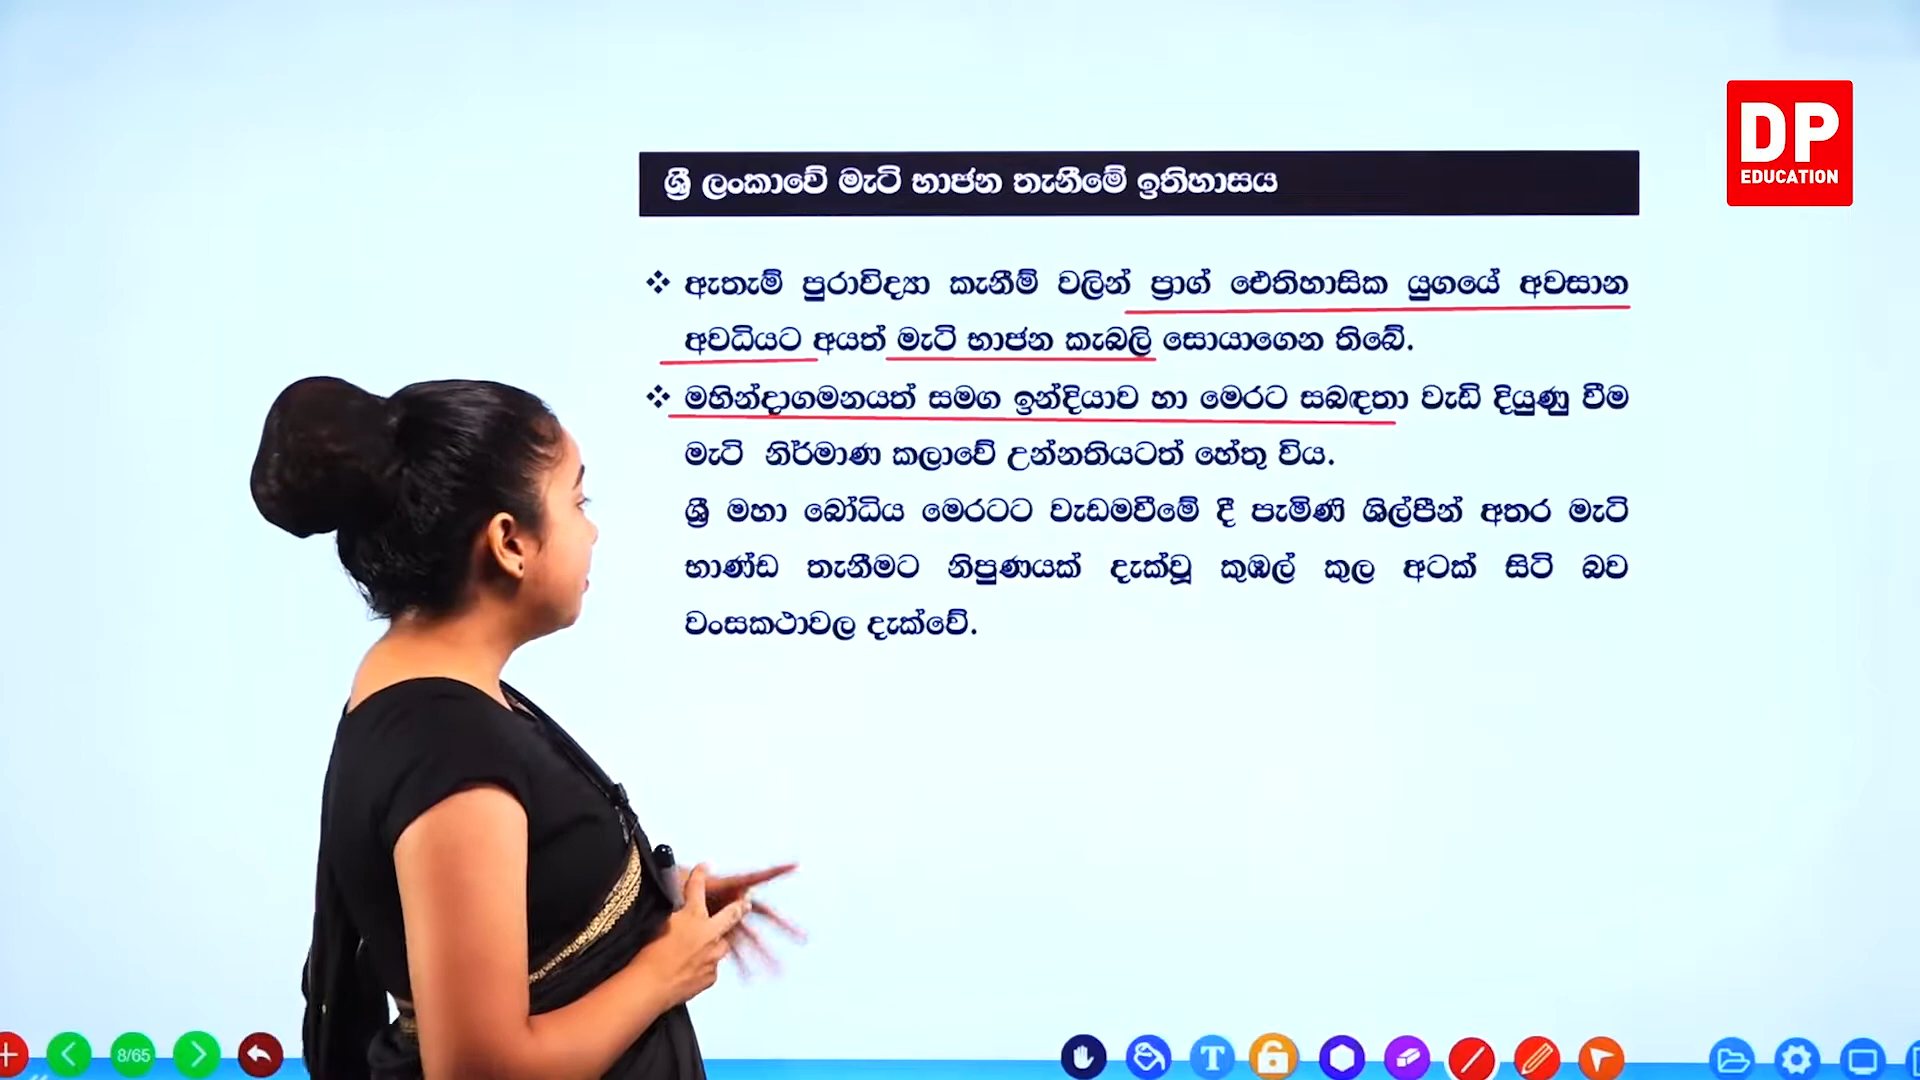 DP
EDUCATION
ශ්‍රී ලංකාවේ මැටි භාජන තැනීමේ ඉතිහාසය
❖ ඇතැම් පුරාවිද්‍යා කැනීම් වලින් ප්‍රාග් ඓතිහාසික යුගයේ අවසාන
අවධියට අයත් මැටි භාජන කැබලි සොයාගෙන තිබේ.
❖ මහින්දාගමනයත් සමග ඉන්දියාව හා මෙරට සබඳතා වැඩි දියුණු වීම
මැටි නිර්මාණ කලාවේ උන්නතියටත් හේතු විය.
ශ්‍රී මහා බෝධිය මෙරටට වැඩමවීමේ දී පැමිණි ශිල්පීන් අතර මැටි
භාණ්ඩ තැනීමට නිපුණයක් දැක්වූ කුඹල් කුල අටක් සිටි බව
වංසකථාවල දැක්වේ.
8/65